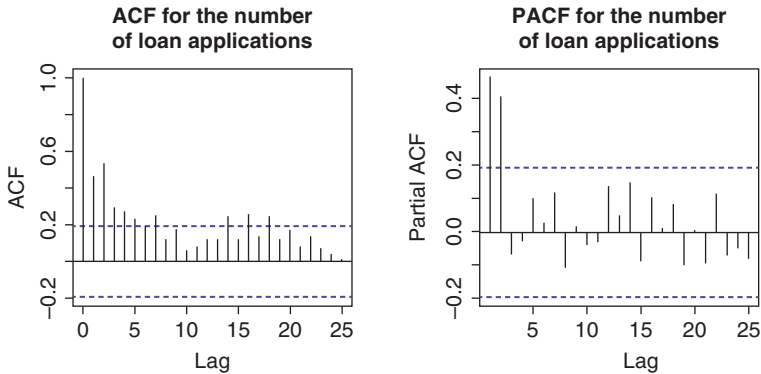 ACF for the number
of loan applications
ACF
1.0
0.6
0.2
−0.2
0
5
10
15
20
25
Lag
PACF for the number
of loan applications
Partial ACF
0.4
0.2
0.0
−0.2
5
10
15
20
25
Lag